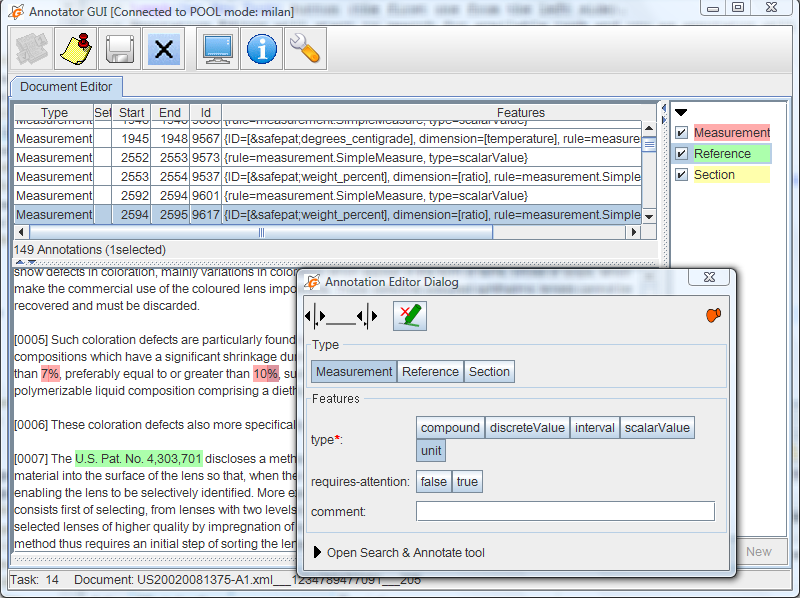 Annotator GUI [Connected to POOL mode: milan]
Document Editor
Type Set Start End Id Features
Measurement 1945 1948 9567 {ID=[&safepat;degrees_centigrade], dimension=[temperature], rule=measure
Measurement 2552 2553 9573 {rule=measurement.SimpleMeasure, type=scalarValue}
Measurement 2553 2554 9537 {ID=[&safepat;weight_percent], dimension=[ratio], rule=measurement.Simple
Measurement 2592 2594 9601 {rule=measurement.SimpleMeasure, type=scalarValue}
Measurement 2594 2595 9617 {ID=[&safepat;weight_percent], dimension=[ratio], rule=measurement.Simple
149 Annotations (1selected)
Measurement
Reference
Section
show defects in coloration, mainly variations in colo
make the commercial use of the coloured lens impo
recovered and must be discarded.
[0005] Such coloration defects are particularly found
compositions which have a significant shrinkage du
than 7%, preferably equal to or greater than 10%, su
polymerizable liquid composition comprising a dieth
[0006] These coloration defects also more specifical
[0007] The U.S. Pat. No. 4,303,701 discloses a meth
material into the surface of the lens so that, when the
enabling the lens to be selectively identified. More e
consists first of selecting, from lenses with two levels
selected lenses of higher quality by impregnation of
method thus requires an initial step of sorting the len
Annotation Editor Dialog
Type
Measurement Reference Section
Features
type*: compound discreteValue interval scalarValue
unit
requires-attention: false true
comment:
Open Search & Annotate tool
New
Task: 14 Document: US20020081375-A1.xml___1234789477091___205